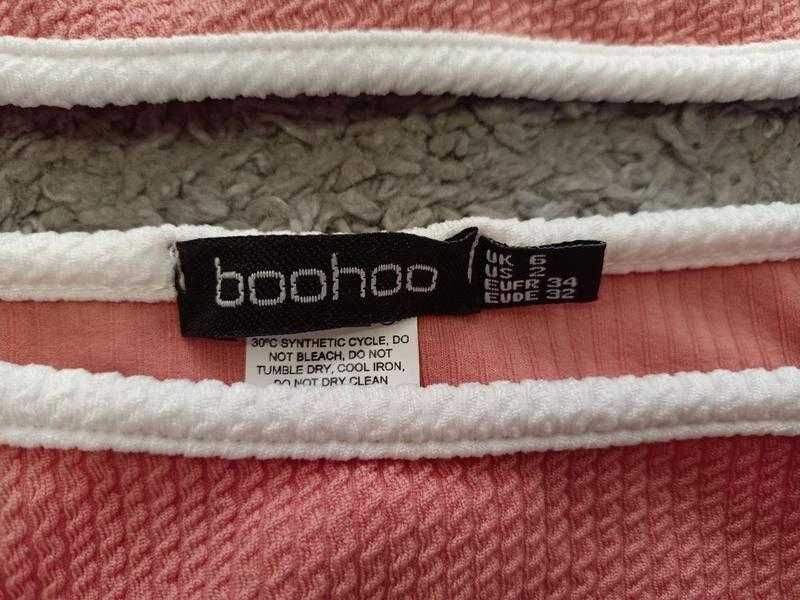 boohoo
UK 6
US 2
EUFR 34
EUDE 32
30°C SYNTHETIC CYCLE, DO
NOT BLEACH, DO NOT
TUMBLE DRY, COOL IRON,
DO NOT DRY CLEAN